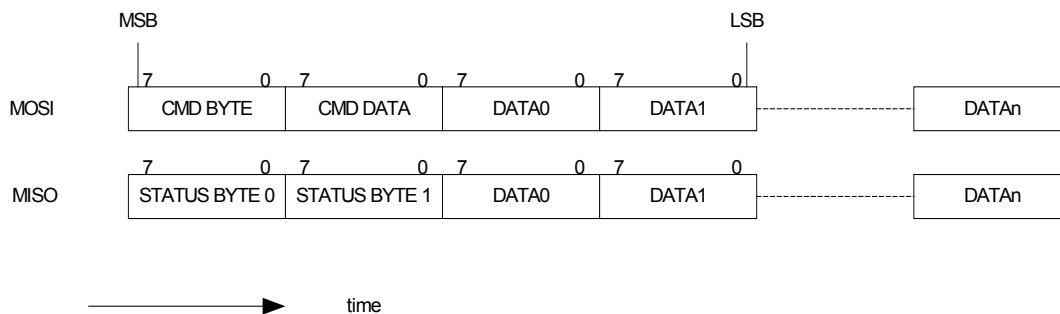 MSB LSB
7 0 7 0 7 0 7 0
MOSI CMD BYTE CMD DATA DATA0 DATA1 DATAn
7 0 7 0 7 0 7 0
MISO STATUS BYTE 0 STATUS BYTE 1 DATA0 DATA1 DATAn
time